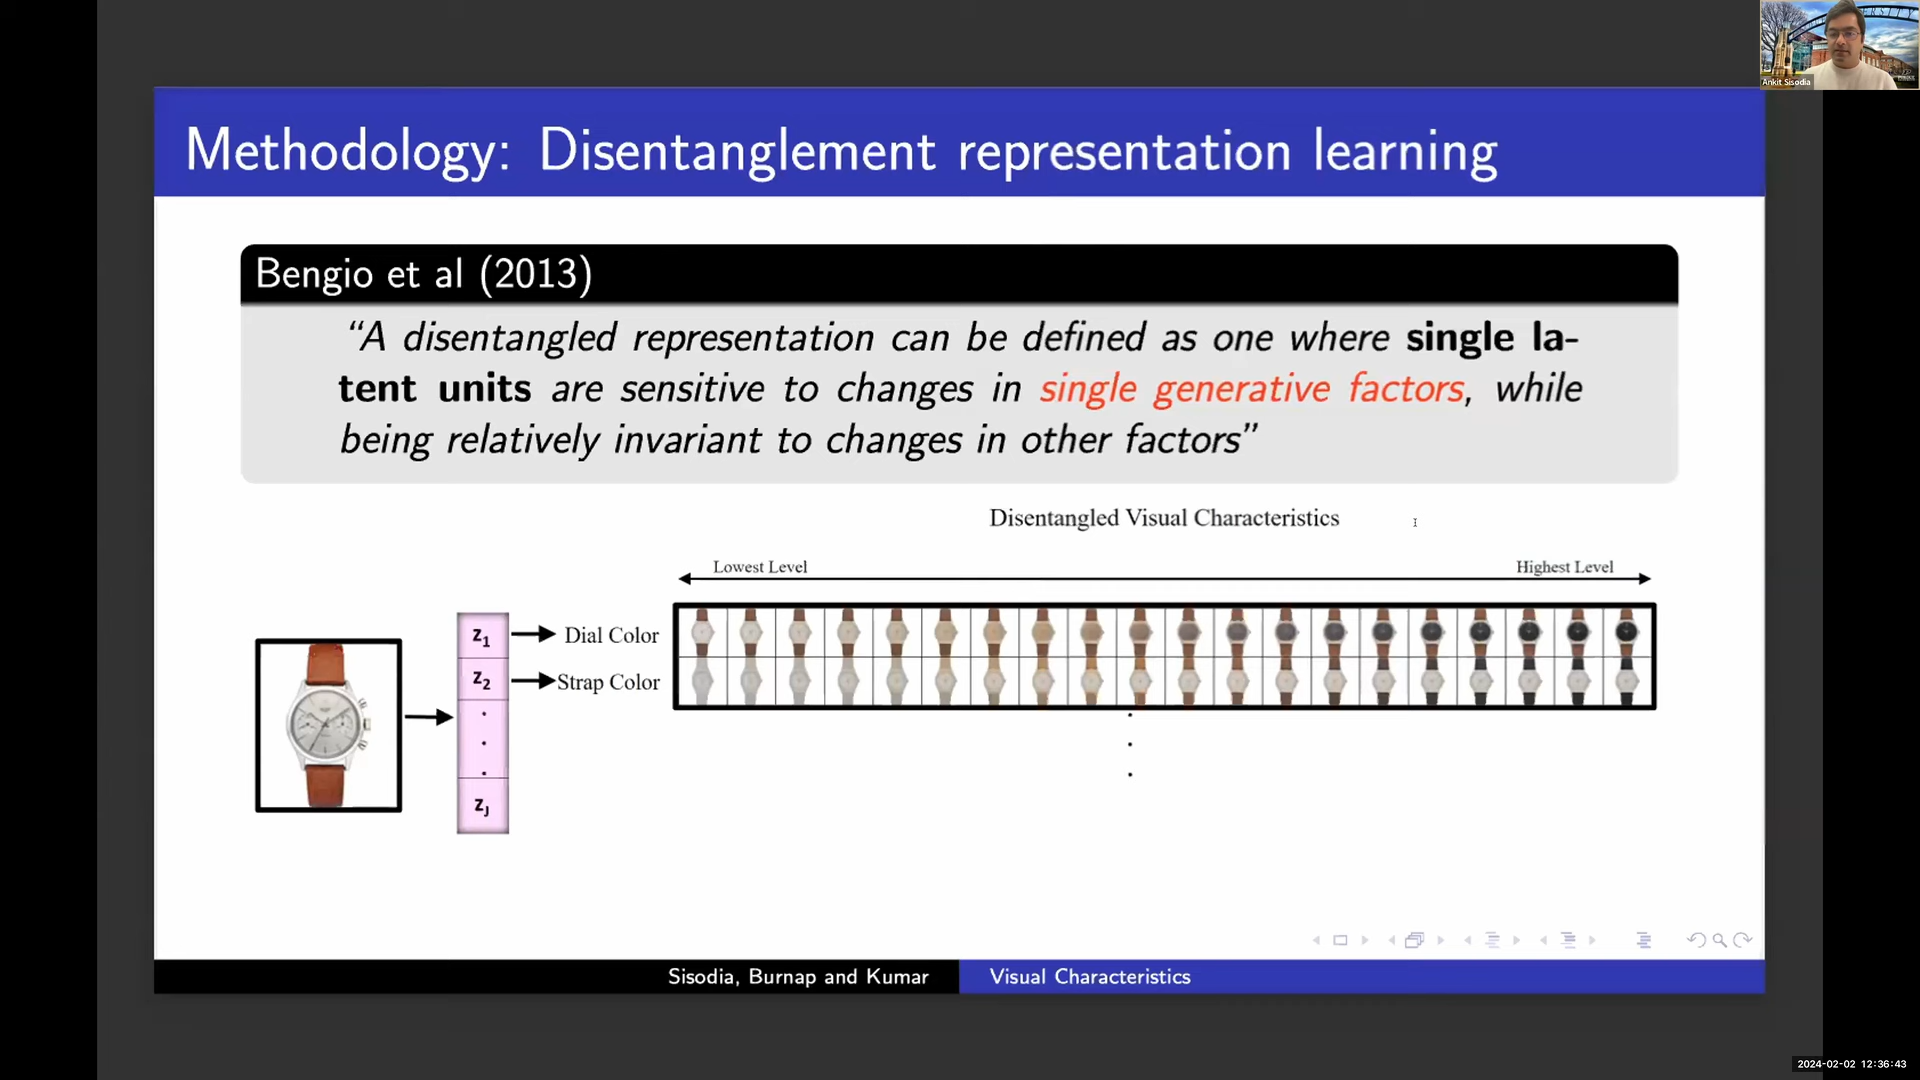 Ankit Sisodia
Methodology: Disentanglement representation learning
Bengio et al (2013)
“A disentangled representation can be defined as one where single la-
tent units are sensitive to changes in single generative factors, while
being relatively invariant to changes in other factors”
Disentangled Visual Characteristics
Lowest Level Highest Level
z1 Dial Color
z2 Strap Color
.
.
.
zJ
Sisodia, Burnap and Kumar Visual Characteristics
2024-02-02 12:36:43